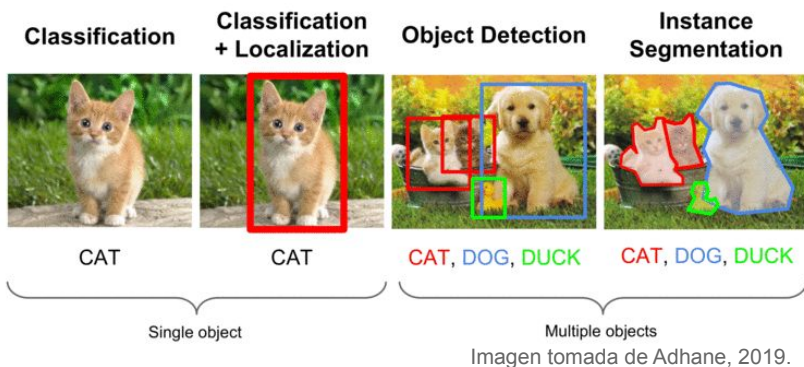 Classification
Classification
+ Localization
Object Detection
Instance
Segmentation
CAT
CAT
CAT, DOG, DUCK
CAT, DOG, DUCK
Single object
Multiple objects
Imagen tomada de Adhane, 2019.